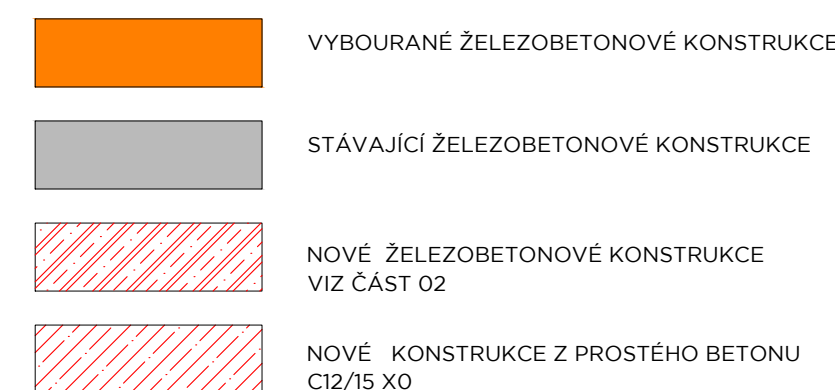 VYBOURANÉ ŽELEZOBETONOVÉ KONSTRUKCE
STÁVAJÍCÍ ŽELEZOBETONOVÉ KONSTRUKCE
NOVÉ ŽELEZOBETONOVÉ KONSTRUKCE
VIZ ČÁST 02
NOVÉ KONSTRUKCE Z PROSTÉHO BETONU
C12/15 X0